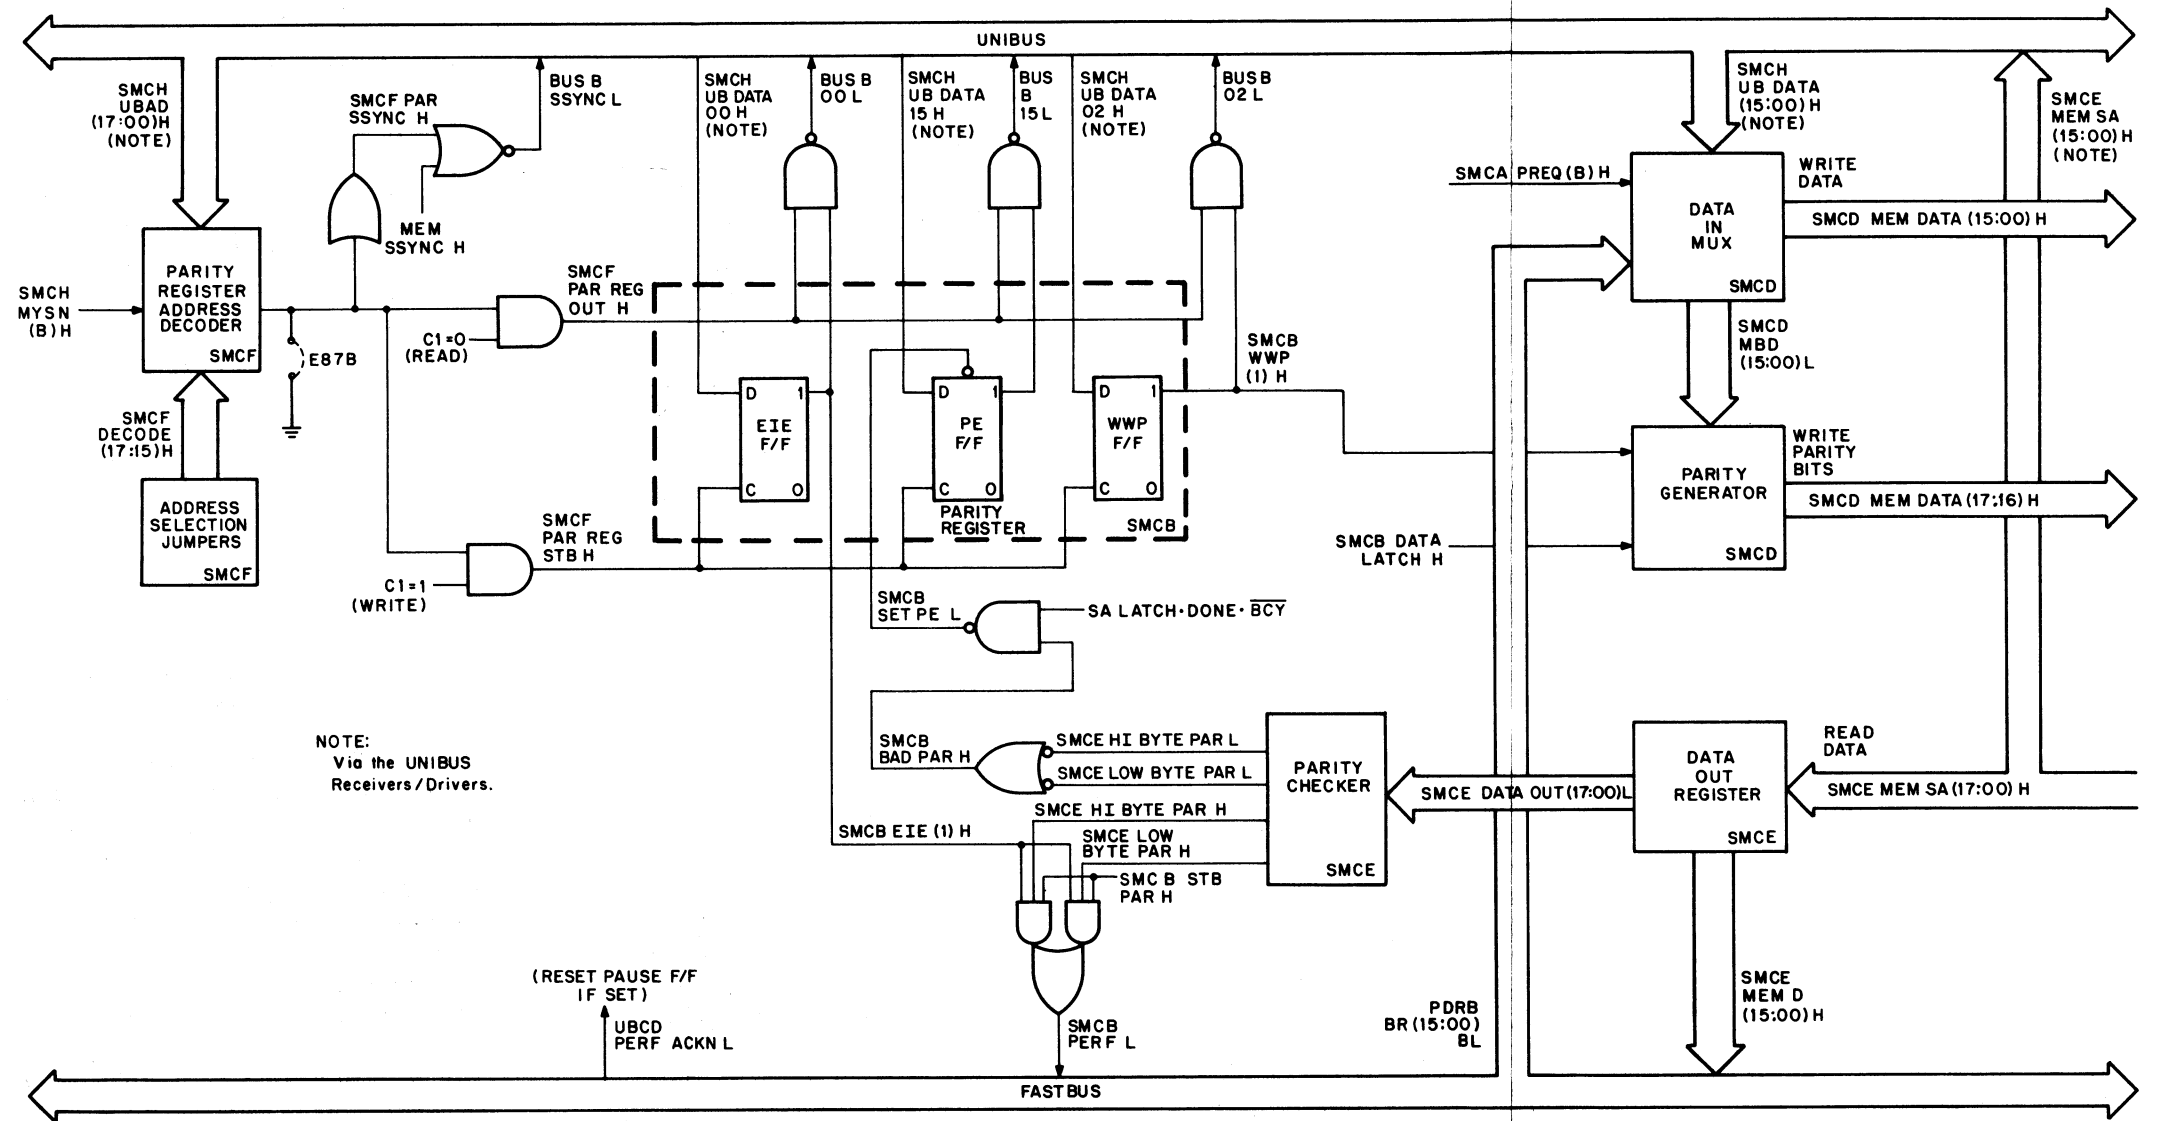 UNIBUS
SMCH
UBAD
(17:00)H
(NOTE)
SMCF PAR
SSYNC H
BUS B
SSYNC L
MEM
SSYNC H
SMCH
UB DATA
00 H
(NOTE)
BUS B
00 L
SMCH
UB DATA
15 H
(NOTE)
BUS
B
15 L
SMCH
UB DATA
02 H
(NOTE)
BUS B
02 L
SMCH
UB DATA
(15:00) H
(NOTE)
SMCE
MEM SA
(15:00) H
(NOTE)
SMCA PREQ (B) H
DATA
IN
MUX
SMCD
WRITE
DATA
SMCD MEM DATA (15:00) H
SMCH
MYSN
(B) H
PARITY
REGISTER
ADDRESS
DECODER
SMCF
E87B
C1=0
(READ)
SMCF
PAR REG
OUT H
SMCF
DECODE
(17:15)H
ADDRESS
SELECTION
JUMPERS
SMCF
D 1
EIE
F/F
C 0
D 1
PE
F/F
C 0
D 1
WWP
F/F
C 0
PARITY
REGISTER
SMCB
SMCB
WWP
(1) H
SMCD
MBD
(15:00) L
PARITY
GENERATOR
SMCD
WRITE
PARITY
BITS
SMCD MEM DATA (17:16) H
SMCB DATA
LATCH H
C1=1
(WRITE)
SMCF
PAR REG
STB H
SMCB
SET PE L
SA LATCH·DONE·BCY
SMCB
BAD PAR H
SMCE HI BYTE PAR L
SMCE LOW BYTE PAR L
SMCE HI BYTE PAR H
SMCE LOW
BYTE PAR H
PARITY
CHECKER
SMCE
SMCE DATA OUT (17:00)L
DATA
OUT
REGISTER
SMCE
READ
DATA
SMCE MEM SA (17:00) H
SMCB EIE (1) H
SMC B STB
PAR H
NOTE:
Via the UNIBUS
Receivers/Drivers.
(RESET PAUSE F/F
IF SET)
UBCD
PERF ACKN L
SMCB
PERF L
PDRB
BR (15:00)
BL
SMCE
MEM D
(15:00) H
FASTBUS